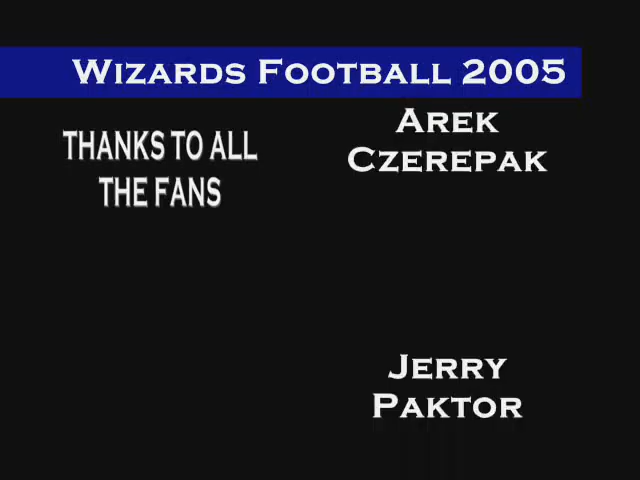 Wizards Football 2005
THANKS TO ALL
THE FANS
Arek
Czerepak
Jerry
Paktor